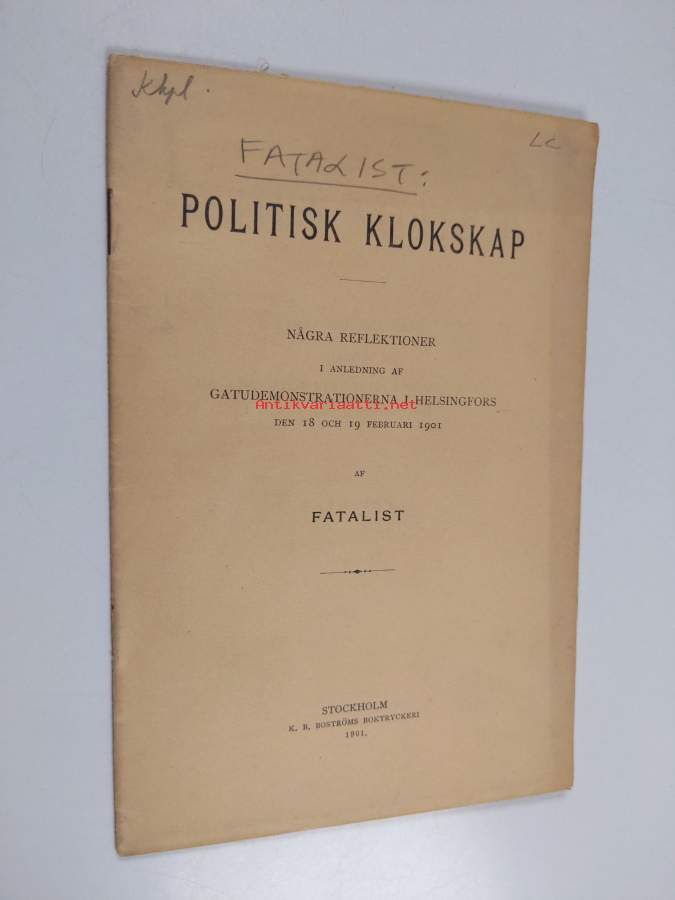 Khpl.
LC
FATALIST:
POLITISK KLOKSKAP
NÅGRA REFLEKTIONER
I ANLEDNING AF
GATUDEMONSTRATIONERNA I HELSINGFORS
Antikvariaatti.net
DEN 18 OCH 19 FEBRUARI 1901
AF
FATALIST
STOCKHOLM
K. B. BOSTRÖMS BOKTRYCKERI
1901.